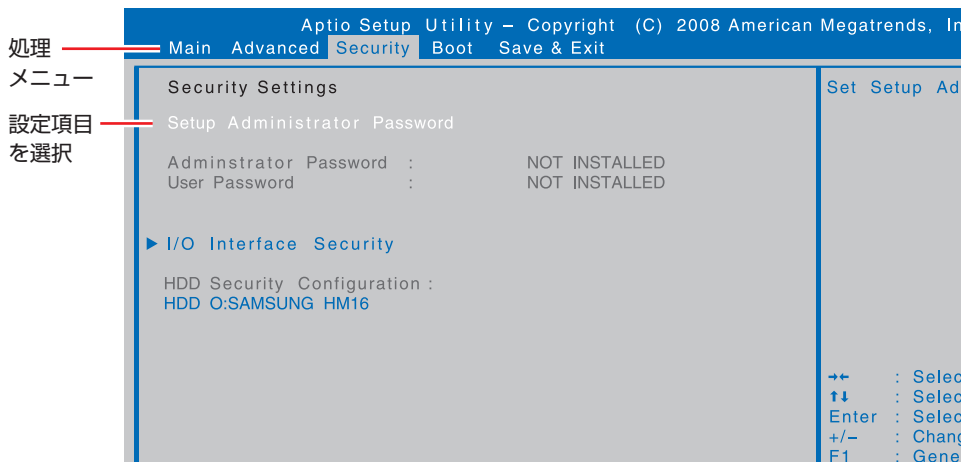 Aptio Setup Utility – Copyright (C) 2008 American Megatrends, In
Main Advanced Security Boot Save & Exit
処理
メニュー
Security Settings
Set Setup Ad
設定項目
を選択
Setup Administrator Password
Adminstrator Password : NOT INSTALLED
User Password : NOT INSTALLED
▶ I/O Interface Security
HDD Security Configuration :
HDD O:SAMSUNG HM16
→← : Selec
↑↓ : Selec
Enter : Selec
+/– : Chang
F1 : Gene